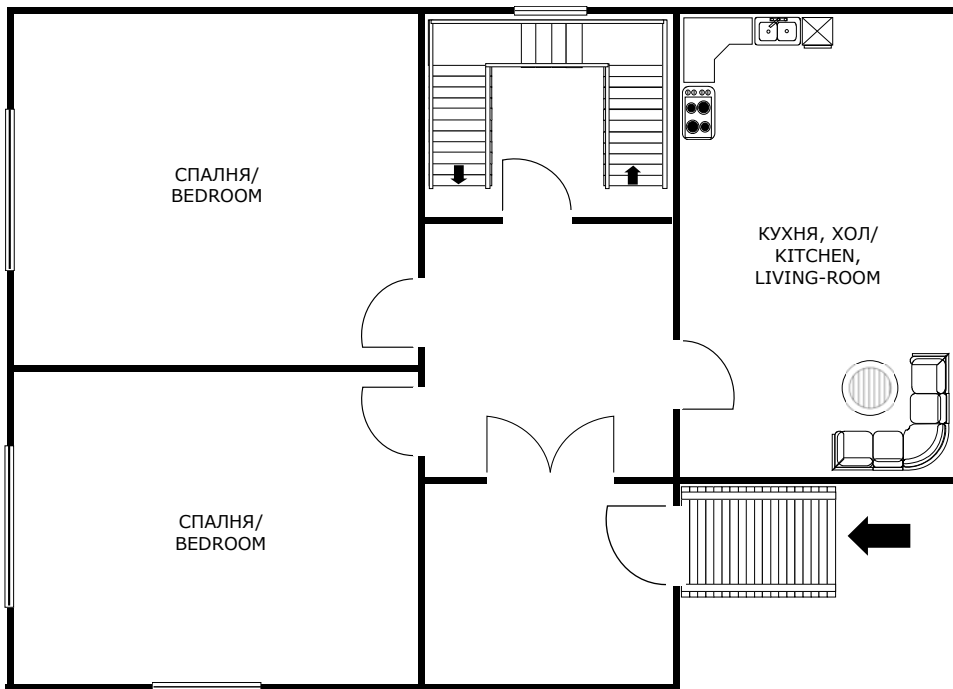 СПАЛНЯ/
BEDROOM
КУХНЯ, ХОЛ/
KITCHEN,
LIVING-ROOM
СПАЛНЯ/
BEDROOM